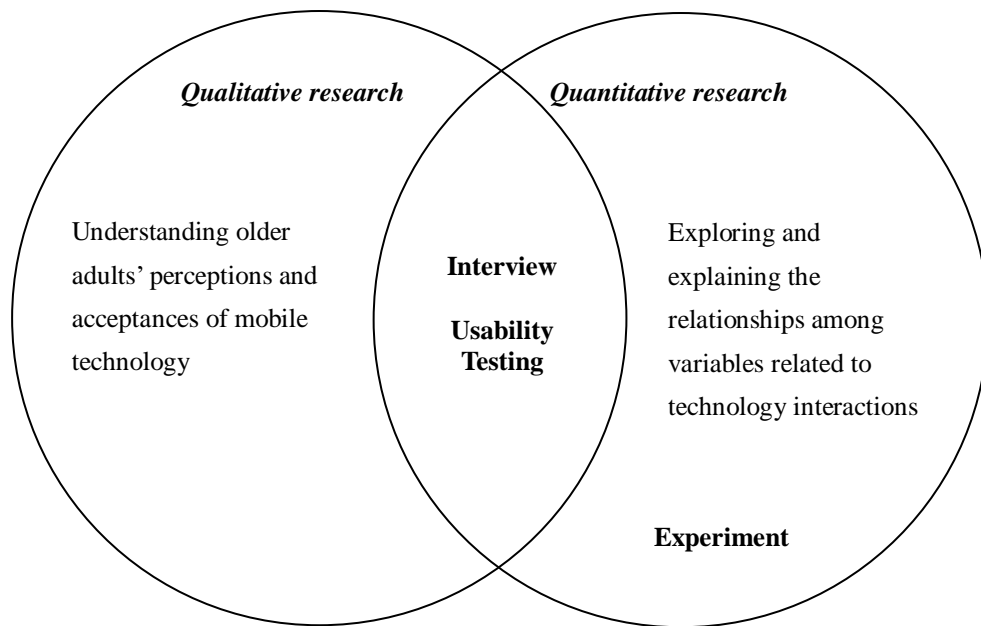 Qualitative research
Quantitative research
Understanding older
adults’ perceptions and
acceptances of mobile
technology
Interview
Usability
Testing
Exploring and
explaining the
relationships among
variables related to
technology interactions
Experiment